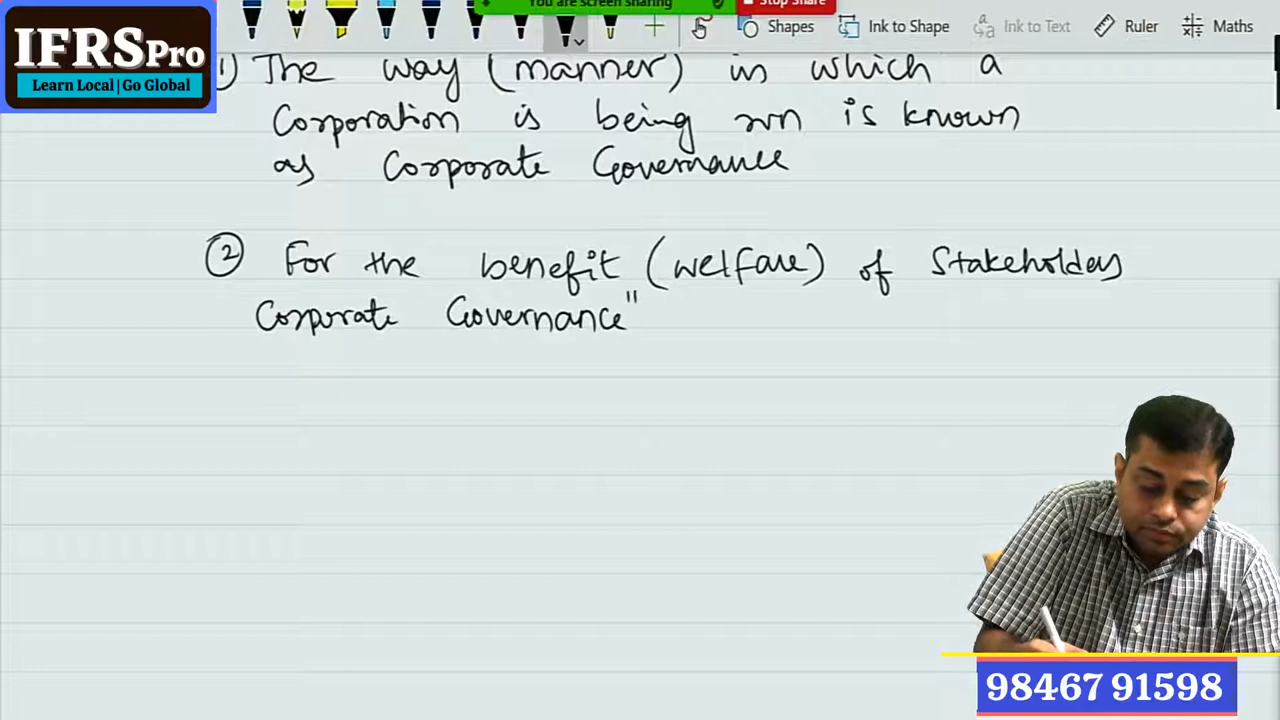 You are screen sharing
Stop Share
IFRSPro
Learn Local|Go Global
Shapes
Ink to Shape
Ink to Text
Ruler
Maths
1) The way (manner) in which a
Corporation is being run is known
as Corporate Governance
② For the benefit (welfare) of Stakeholders
Corporate Governance"
98467 91598